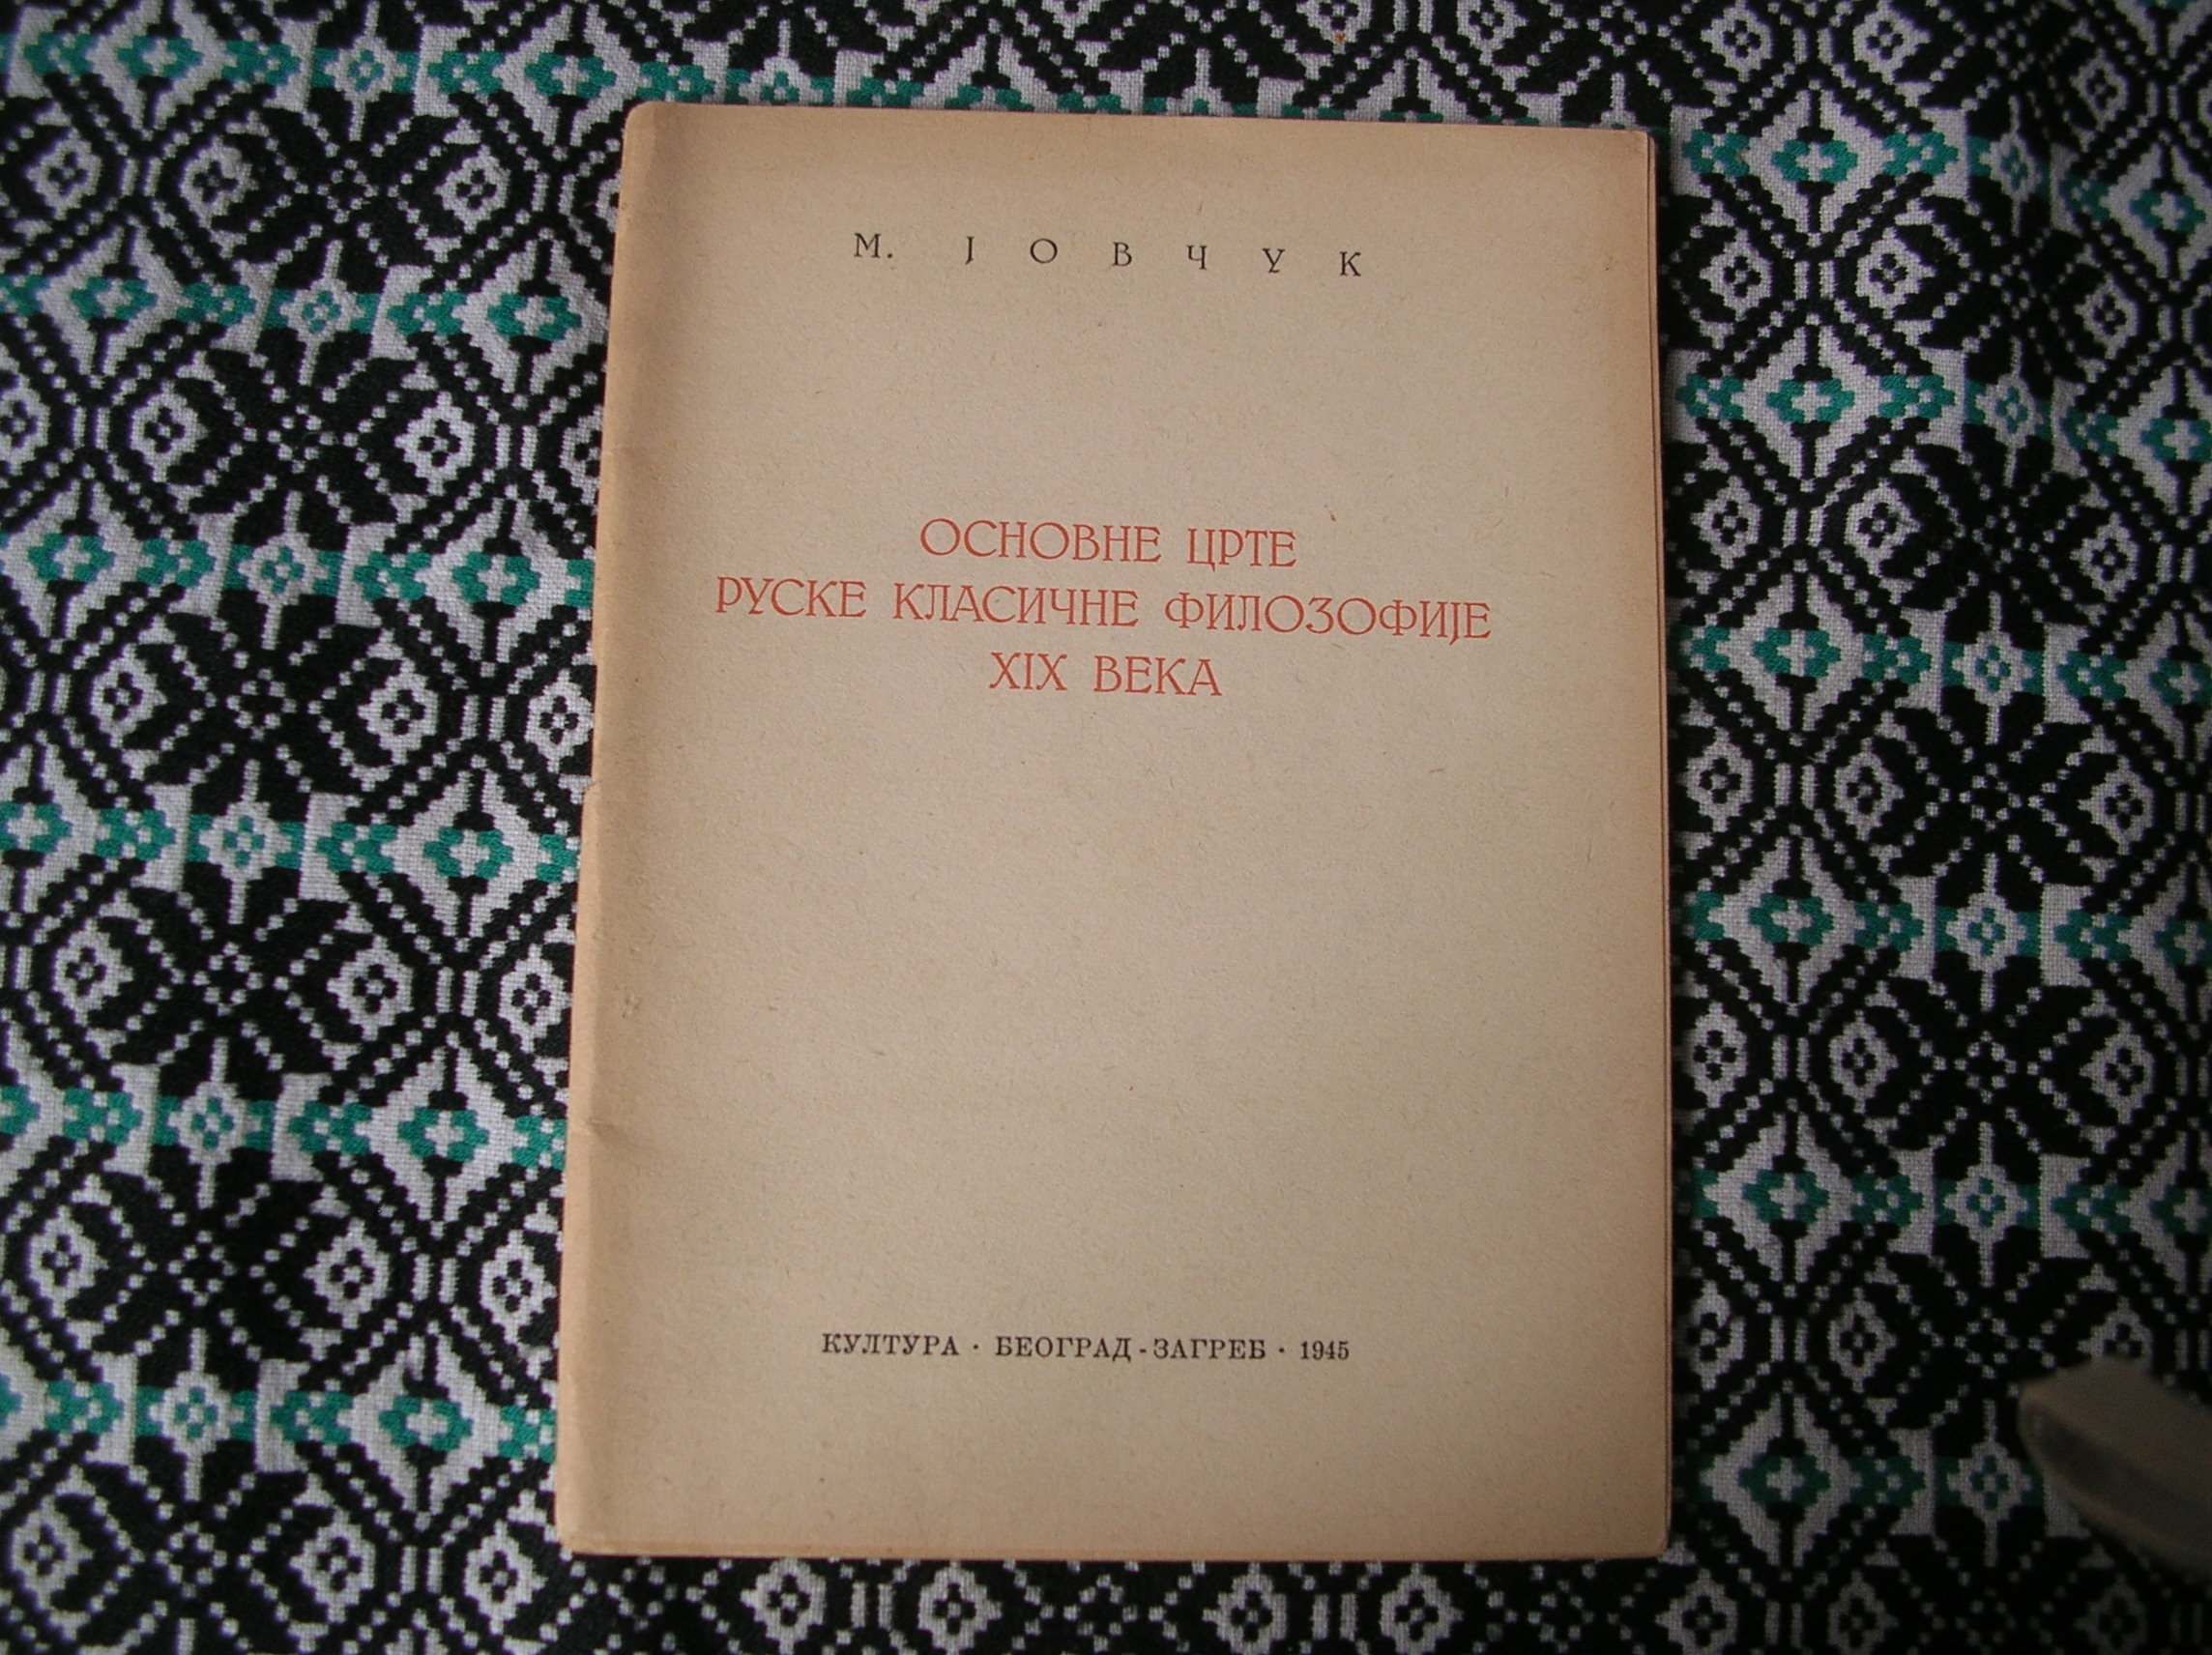 М. ЈОВЧУК
ОСНОВНЕ ЦРТЕ
РУСКЕ КЛАСИЧНЕ ФИЛОЗОФИЈЕ
XIX ВЕКА
КУЛТУРА · БЕОГРАД - ЗАГРЕБ · 1945